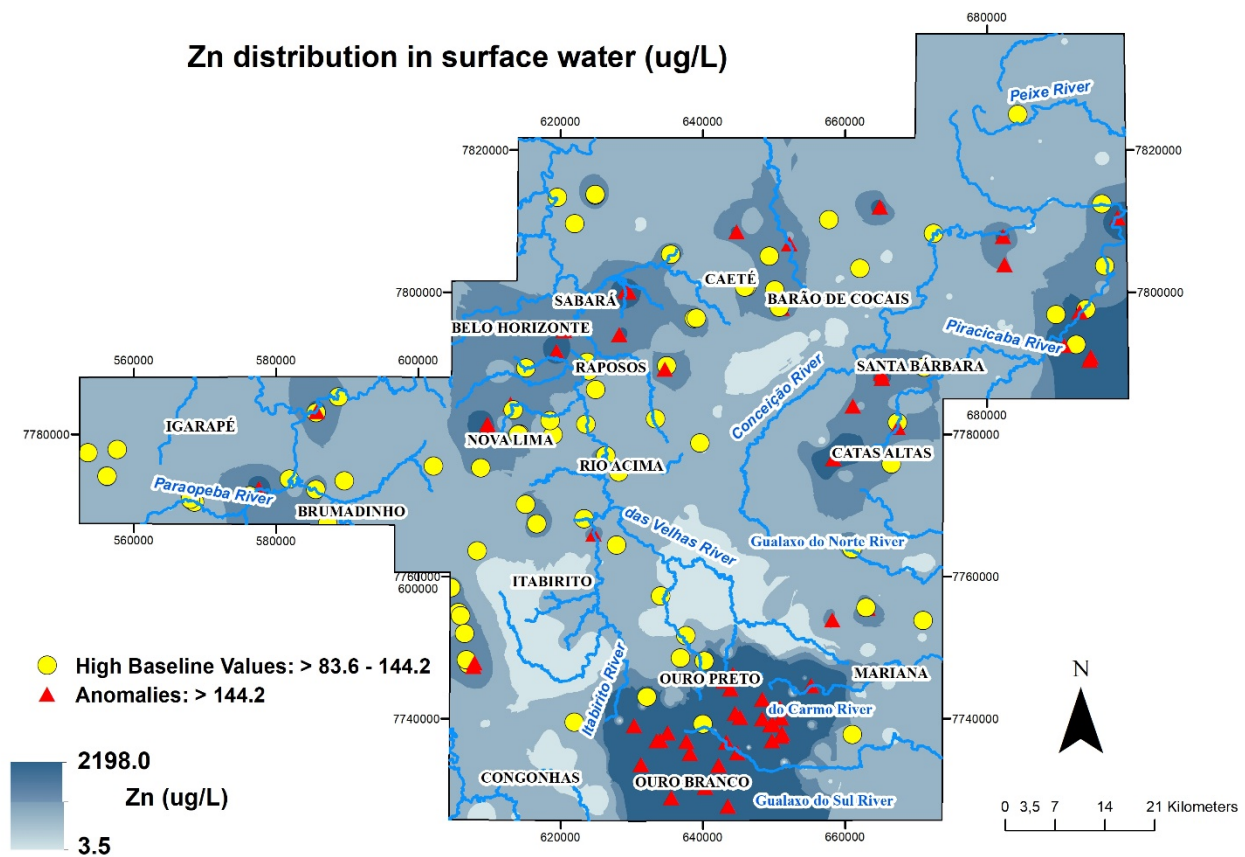 680000
Zn distribution in surface water (ug/L)
Peixe River
620000 640000 660000
7820000 7820000
CAETÉ
SABARÁ BARÃO DE COCAIS
7800000 7800000
BELO HORIZONTE
Piracicaba River
560000 580000 600000
RAPOSOS SANTA BÁRBARA
Conceição River
680000
IGARAPÉ
7780000 7780000
NOVA LIMA
CATAS ALTAS
RIO ACIMA
Paraopeba River
BRUMADINHO
das Velhas River
560000 580000
Gualaxo do Norte River
7760000 7760000
600000
ITABIRITO
High Baseline Values: > 83.6 - 144.2
Anomalies: > 144.2
MARIANA
OURO PRETO
N
Itabirito River
do Carmo River
7740000 7740000
2198.0
Zn (ug/L)
3.5
CONGONHAS
OURO BRANCO
Gualaxo do Sul River
0 3,5 7 14 21 Kilometers
620000 640000 660000